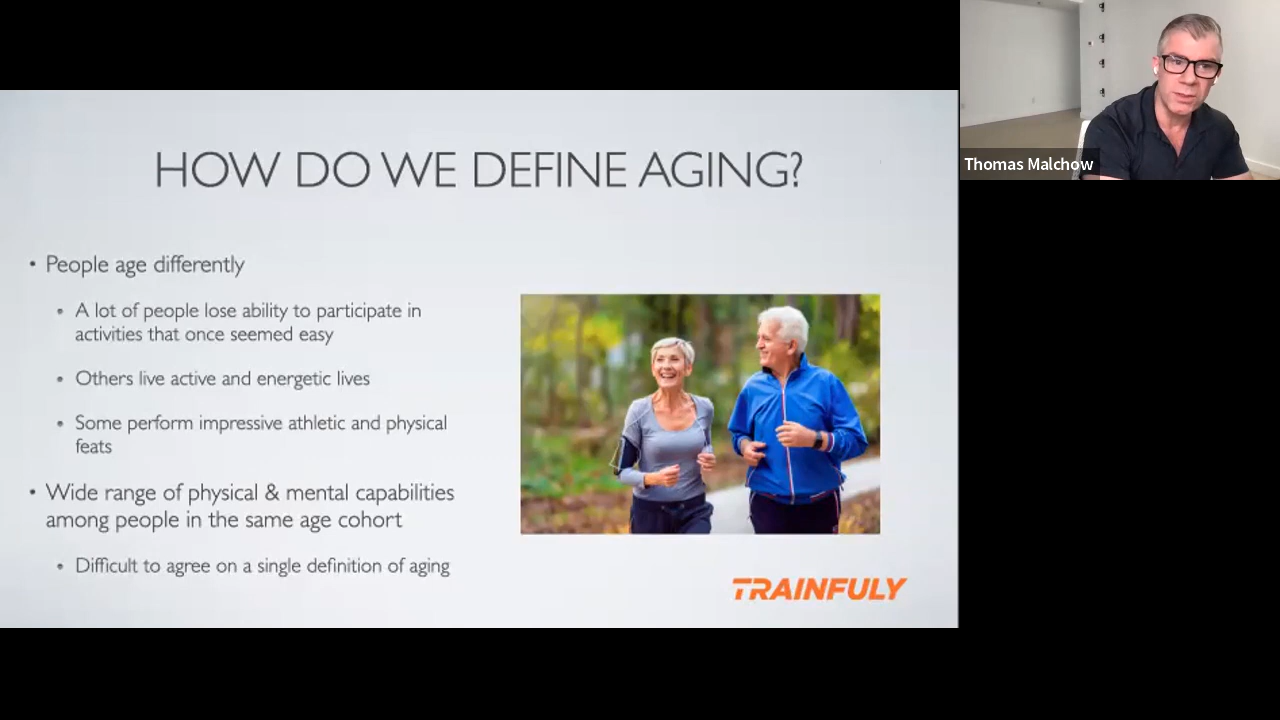 HOW DO WE DEFINE AGING?
• People age differently
• A lot of people lose ability to participate in
activities that once seemed easy
• Others live active and energetic lives
• Some perform impressive athletic and physical
feats
• Wide range of physical & mental capabilities
among people in the same age cohort
• Difficult to agree on a single definition of aging
TRAINFULY
Thomas Malchow